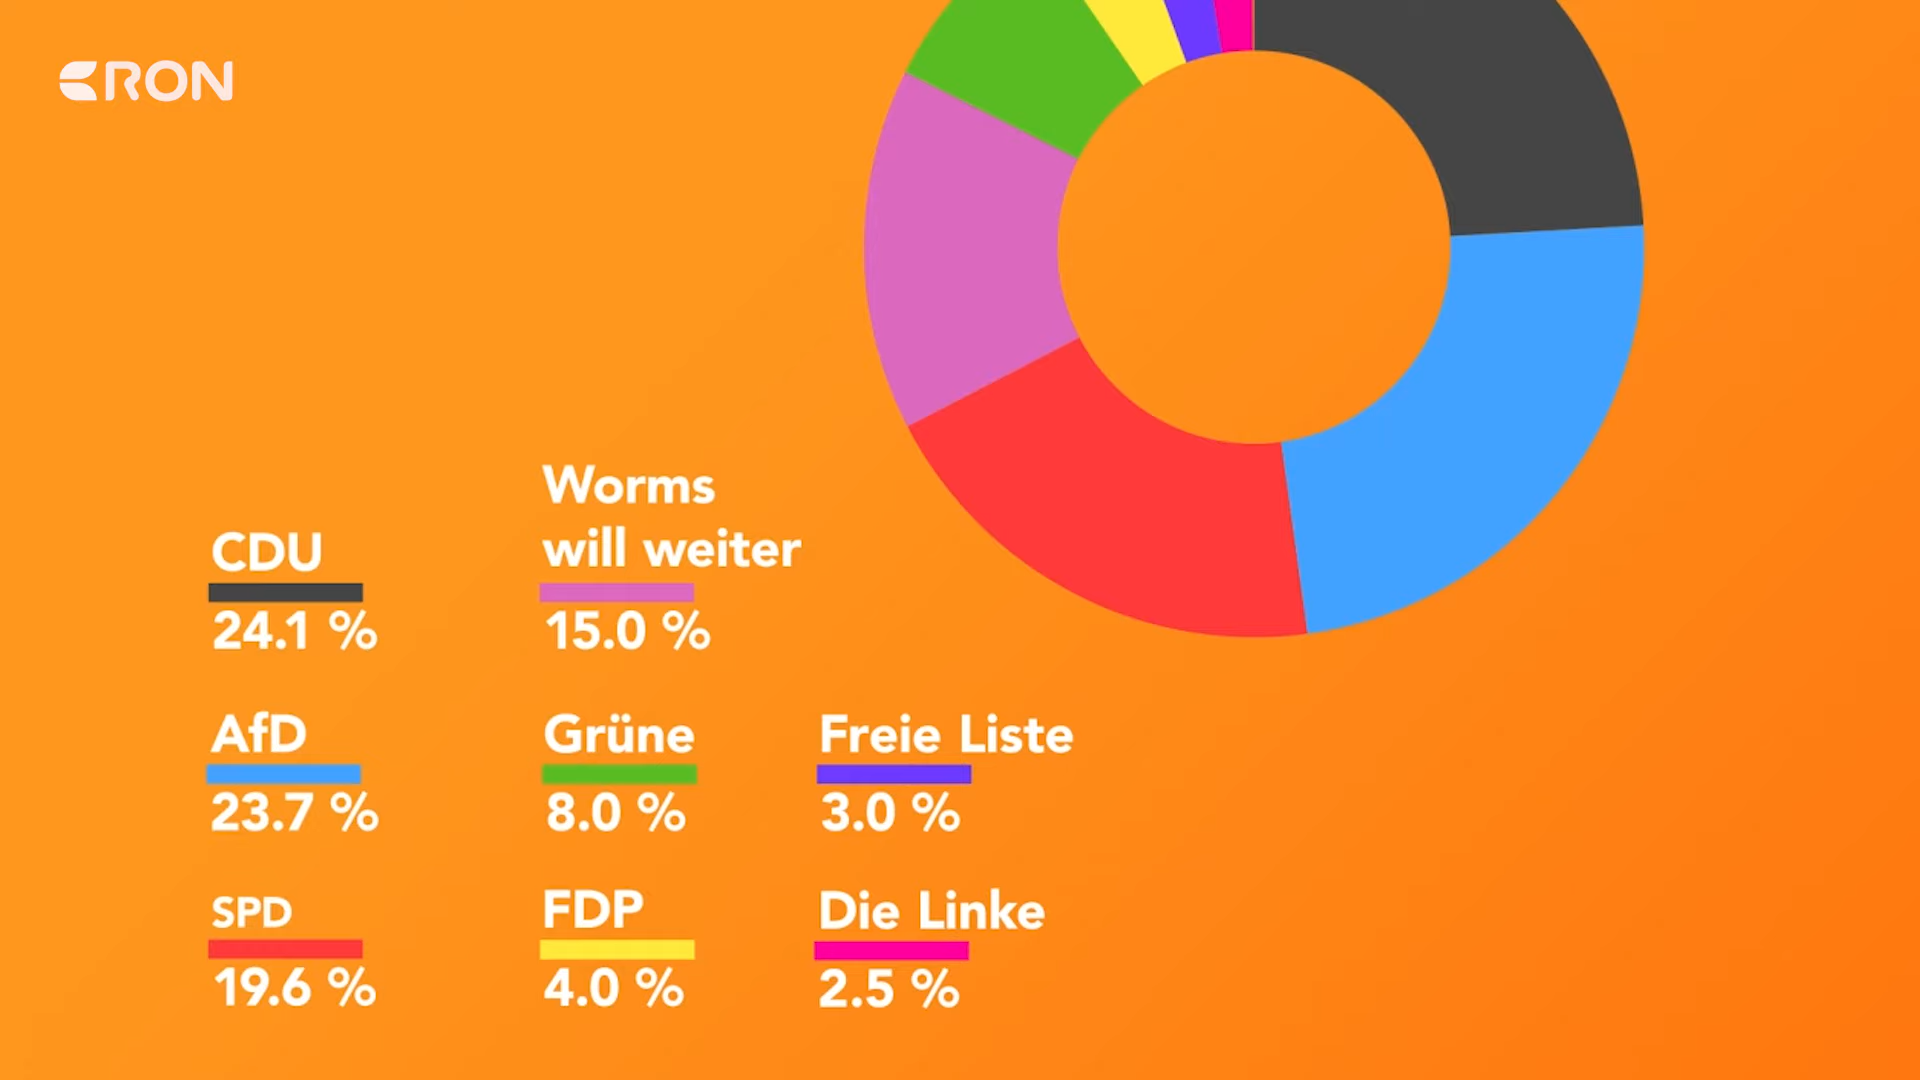 RON
CDU
24.1 %
Worms
will weiter
15.0 %
AfD
23.7 %
Grüne
8.0 %
Freie Liste
3.0 %
SPD
19.6 %
FDP
4.0 %
Die Linke
2.5 %